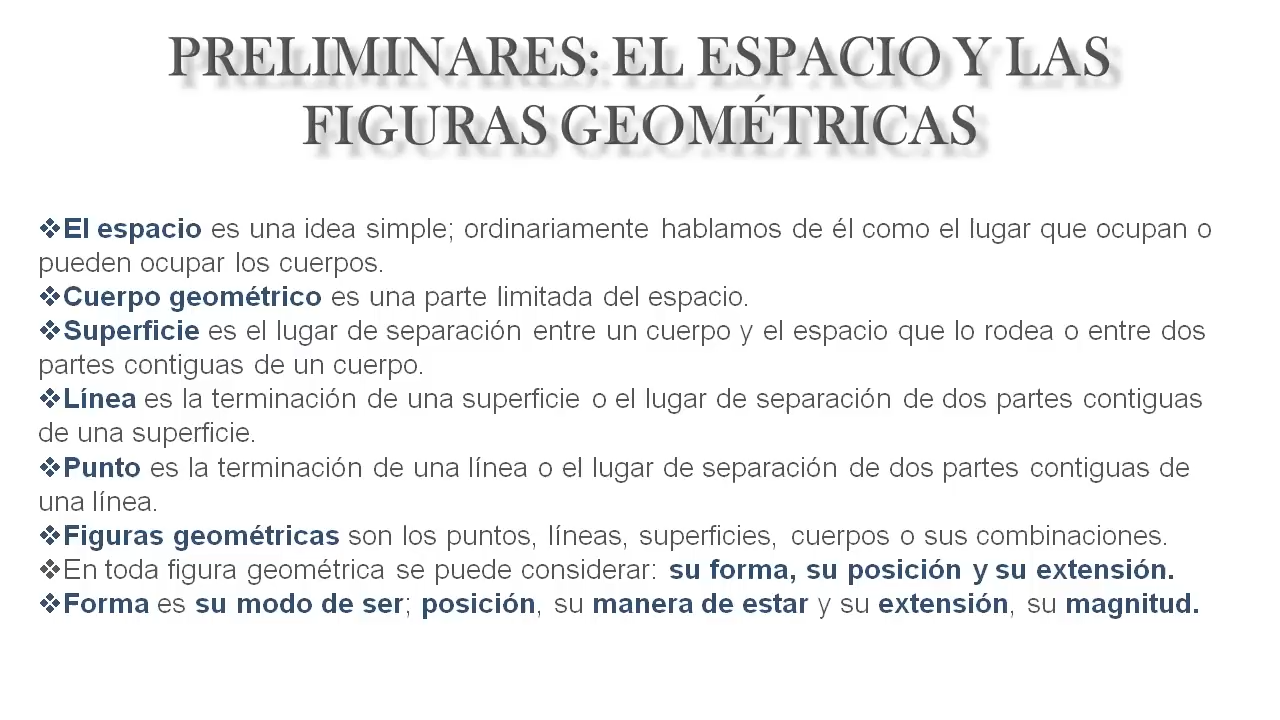 PRELIMINARES: EL ESPACIO Y LAS
FIGURAS GEOMÉTRICAS
❖El espacio es una idea simple; ordinariamente hablamos de él como el lugar que ocupan o
pueden ocupar los cuerpos.
❖Cuerpo geométrico es una parte limitada del espacio.
❖Superficie es el lugar de separación entre un cuerpo y el espacio que lo rodea o entre dos
partes contiguas de un cuerpo.
❖Línea es la terminación de una superficie o el lugar de separación de dos partes contiguas
de una superficie.
❖Punto es la terminación de una línea o el lugar de separación de dos partes contiguas de
una línea.
❖Figuras geométricas son los puntos, líneas, superficies, cuerpos o sus combinaciones.
❖En toda figura geométrica se puede considerar: su forma, su posición y su extensión.
❖Forma es su modo de ser; posición, su manera de estar y su extensión, su magnitud.